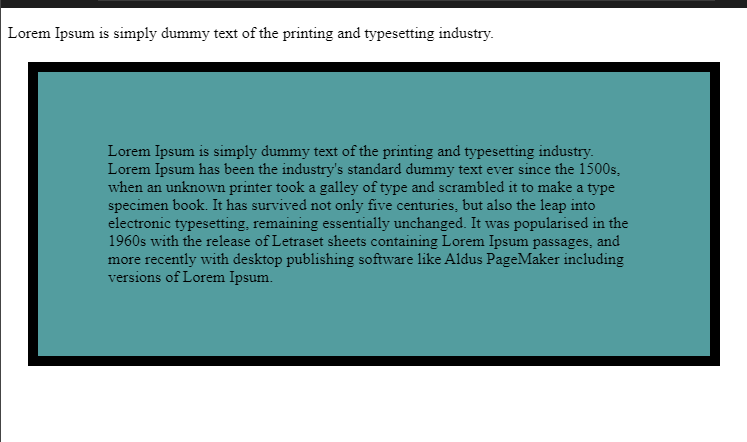 Lorem Ipsum is simply dummy text of the printing and typesetting industry.
Lorem Ipsum is simply dummy text of the printing and typesetting industry.
Lorem Ipsum has been the industry's standard dummy text ever since the 1500s,
when an unknown printer took a galley of type and scrambled it to make a type
specimen book. It has survived not only five centuries, but also the leap into
electronic typesetting, remaining essentially unchanged. It was popularised in the
1960s with the release of Letraset sheets containing Lorem Ipsum passages, and
more recently with desktop publishing software like Aldus PageMaker including
versions of Lorem Ipsum.